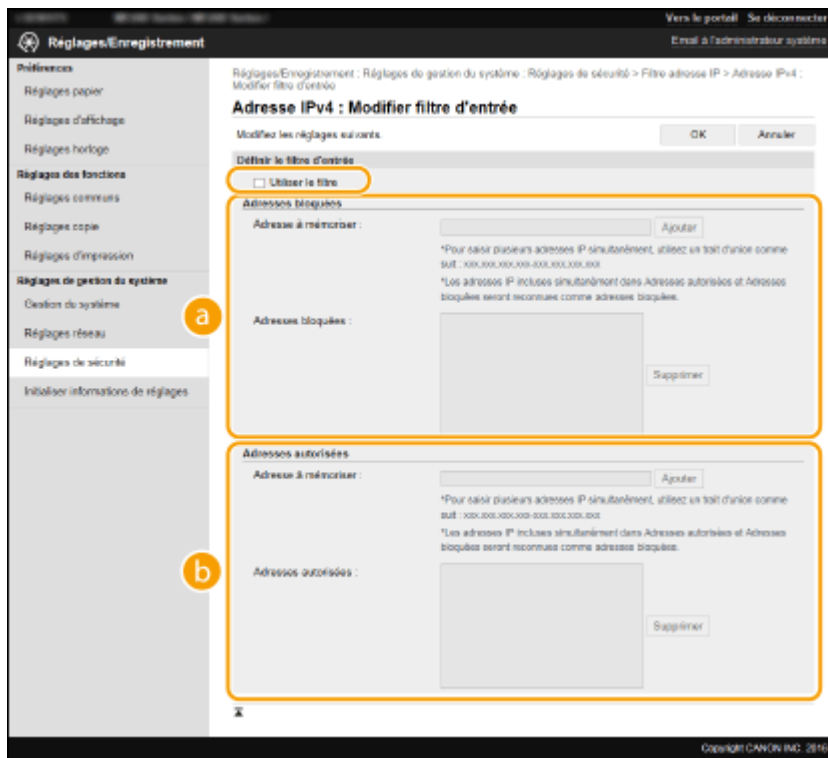 Vers le portail Se déconnecter
Réglages/Enregistrement
Email à l'administrateur système
Préférences
Réglages papier
Réglages d'affichage
Réglages horloge
Réglages des fonctions
Réglages communs
Réglages copie
Réglages d'impression
Réglages de gestion du système
Gestion du système
Réglages réseau
Réglages de sécurité
Initialiser informations de réglages
Réglages/Enregistrement : Réglages de gestion du système : Réglages de sécurité > Filtre adresse IP > Adresse IPv4 :
Modifier filtre d'entrée
Adresse IPv4 : Modifier filtre d'entrée
Modifiez les réglages suivants.
OK
Annuler
Définir le filtre d'entrée
Utiliser le filtre
a
Adresses bloquées
Adresse à mémoriser :
Ajouter
*Pour saisir plusieurs adresses IP simultanément, utilisez un trait d'union comme
suit : xxx.xxx.xxx.xxx-xxx.xxx.xxx.xxx
*Les adresses IP incluses simultanément dans Adresses autorisées et Adresses
bloquées seront reconnues comme adresses bloquées.
Adresses bloquées :
Supprimer
b
Adresses autorisées
Adresse à mémoriser :
Ajouter
*Pour saisir plusieurs adresses IP simultanément, utilisez un trait d'union comme
suit : xxx.xxx.xxx.xxx-xxx.xxx.xxx.xxx
*Les adresses IP incluses simultanément dans Adresses autorisées et Adresses
bloquées seront reconnues comme adresses bloquées.
Adresses autorisées :
Supprimer
Copyright CANON INC. 2016